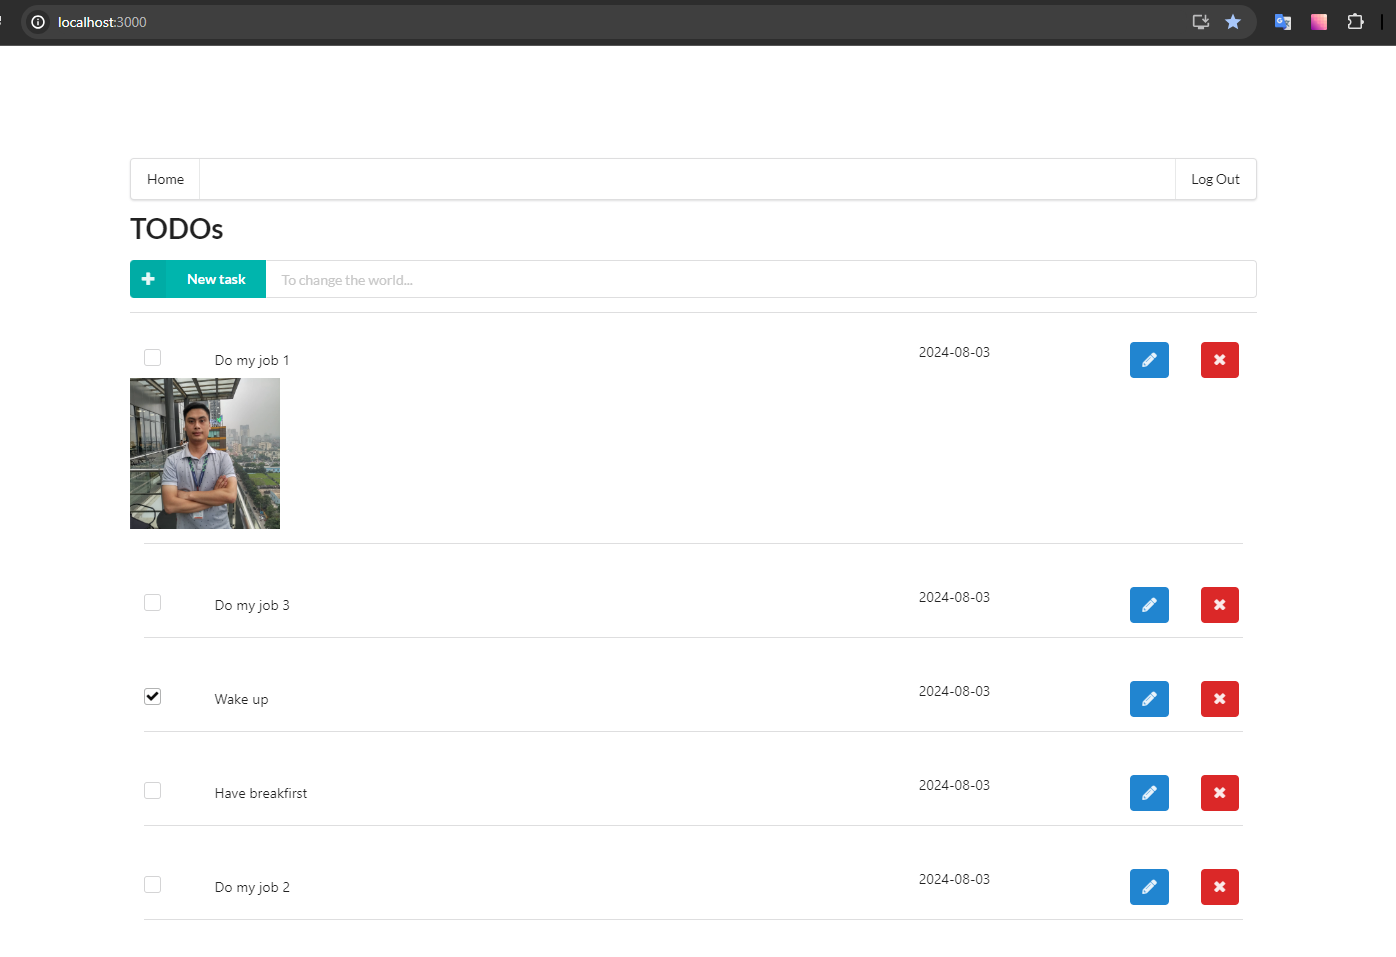 localhost:3000
Home
Log Out
TODOs
New task
To change the world...
Do my job 1
2024-08-03
Do my job 3
2024-08-03
Wake up
2024-08-03
Have breakfirst
2024-08-03
Do my job 2
2024-08-03